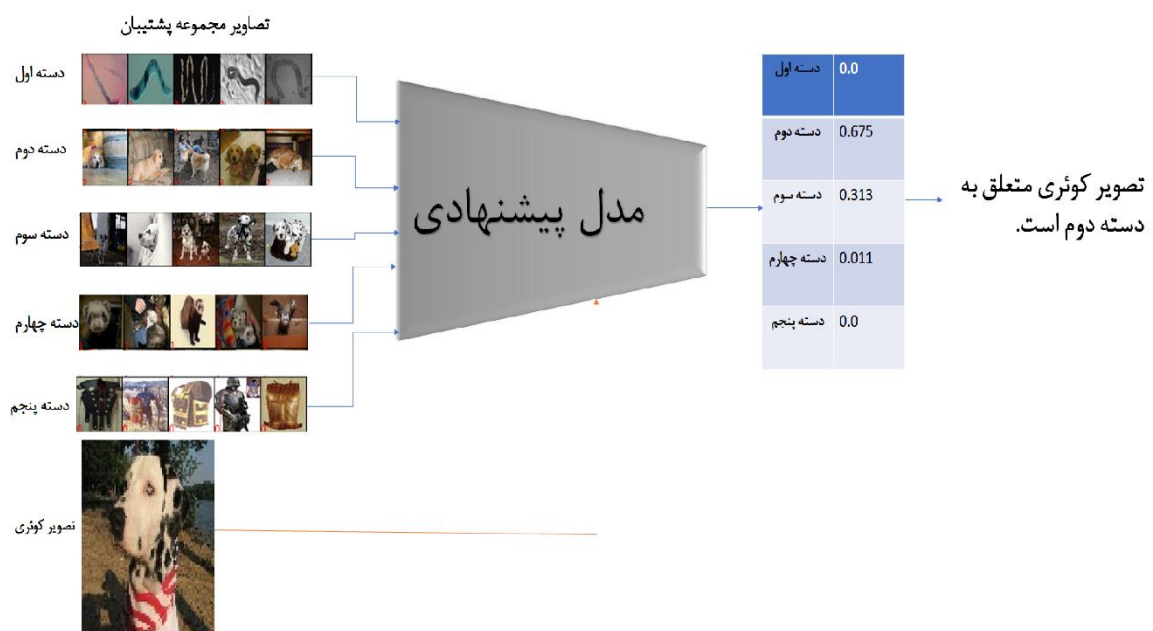 تصاویر مجموعه پشتیبان
دسته اول
دسته دوم
دسته سوم
دسته چهارم
دسته پنجم
تصویر کوئری
مدل پیشنهادی
دسته اول 0.0
دسته دوم 0.675
دسته سوم 0.313
دسته چهارم 0.011
دسته پنجم 0.0
تصویر کوئری متعلق به
دسته دوم است.